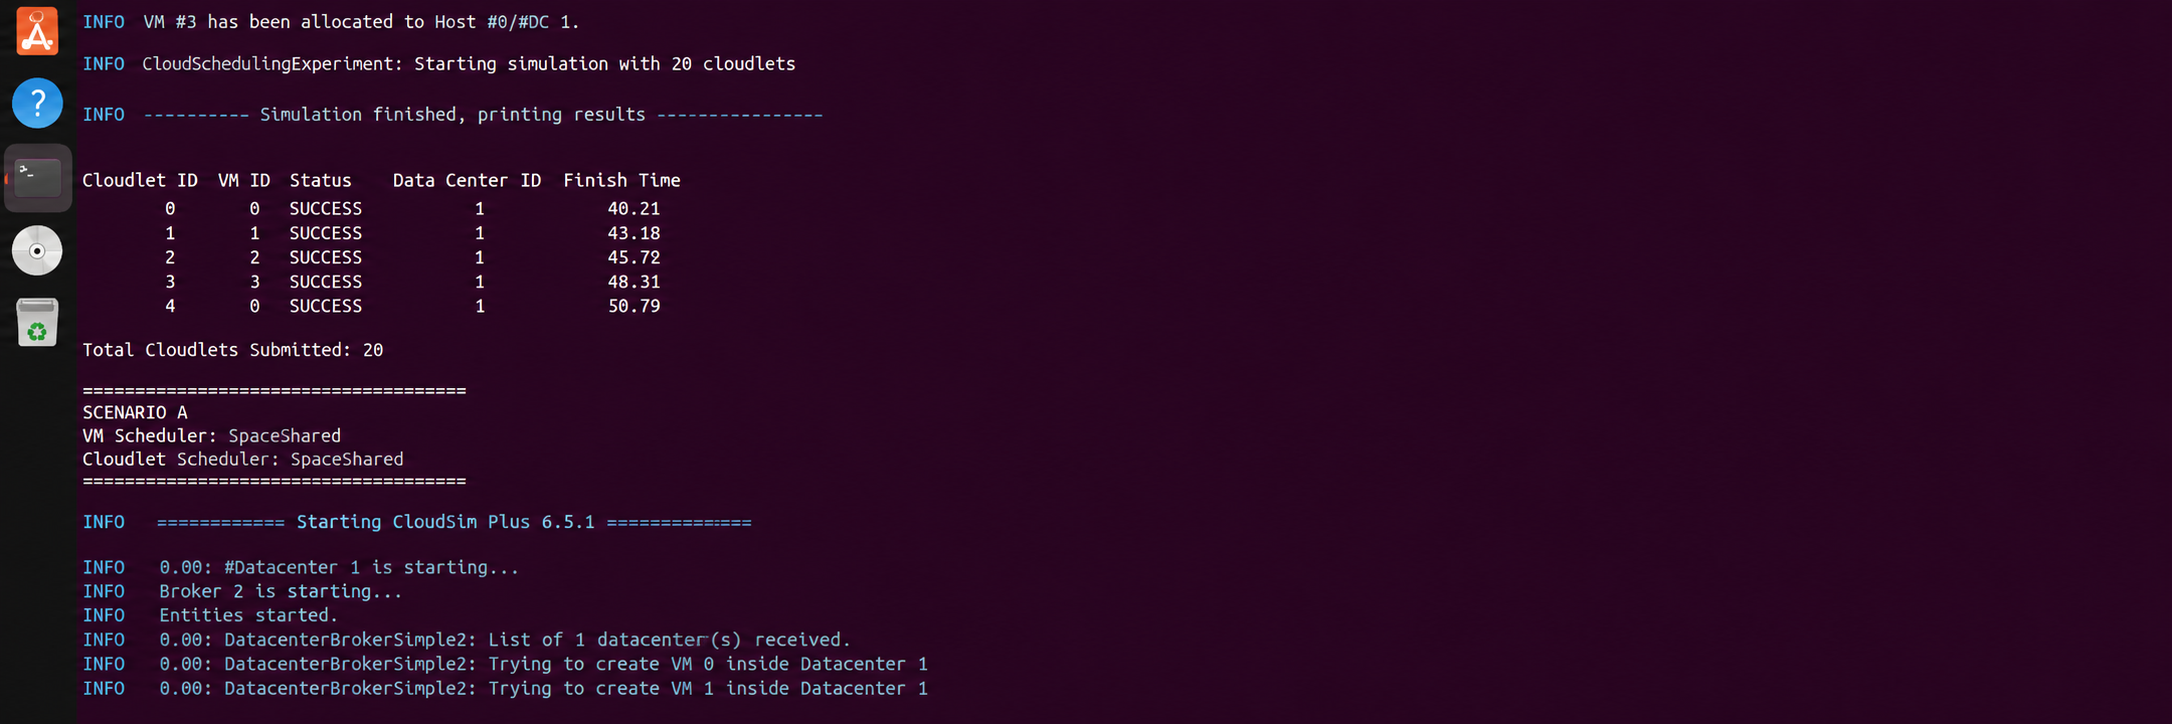 INFO VM #3 has been allocated to Host #0/#DC 1.
INFO CloudSchedulingExperiment: Starting simulation with 20 cloudlets
INFO ---------- Simulation finished, printing results ----------------
Cloudlet ID VM ID Status Data Center ID Finish Time
0 0 SUCCESS 1 40.21
1 1 SUCCESS 1 43.18
2 2 SUCCESS 1 45.72
3 3 SUCCESS 1 48.31
4 0 SUCCESS 1 50.79
Total Cloudlets Submitted: 20
=====================================
SCENARIO A
VM Scheduler: SpaceShared
Cloudlet Scheduler: SpaceShared
=====================================
INFO ============ Starting CloudSim Plus 6.5.1 ==============
INFO 0.00: #Datacenter 1 is starting...
INFO Broker 2 is starting...
INFO Entities started.
INFO 0.00: DatacenterBrokerSimple2: List of 1 datacenter(s) received.
INFO 0.00: DatacenterBrokerSimple2: Trying to create VM 0 inside Datacenter 1
INFO 0.00: DatacenterBrokerSimple2: Trying to create VM 1 inside Datacenter 1